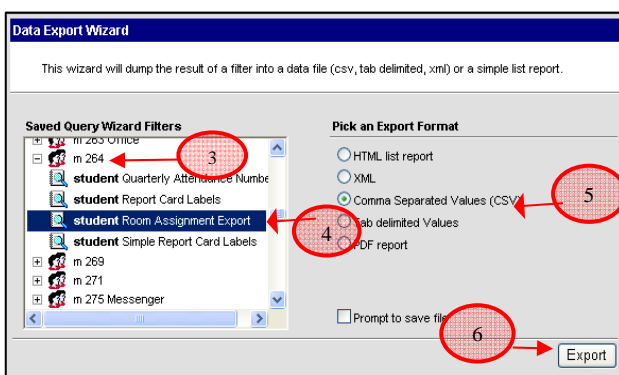 Data Export Wizard
This wizard will dump the result of a filter into a data file (csv, tab delimited, xml) or a simple list report.
Saved Query Wizard Filters
m 263 Office
m 264
student Quarterly Attendance Numbe
student Report Card Labels
student Room Assignment Export
student Simple Report Card Labels
m 269
m 271
m 275 Messenger
3
4
Pick an Export Format
HTML list report
XML
Comma Separated Values (CSV)
Tab delimited Values
PDF report
5
Prompt to save file
6
Export